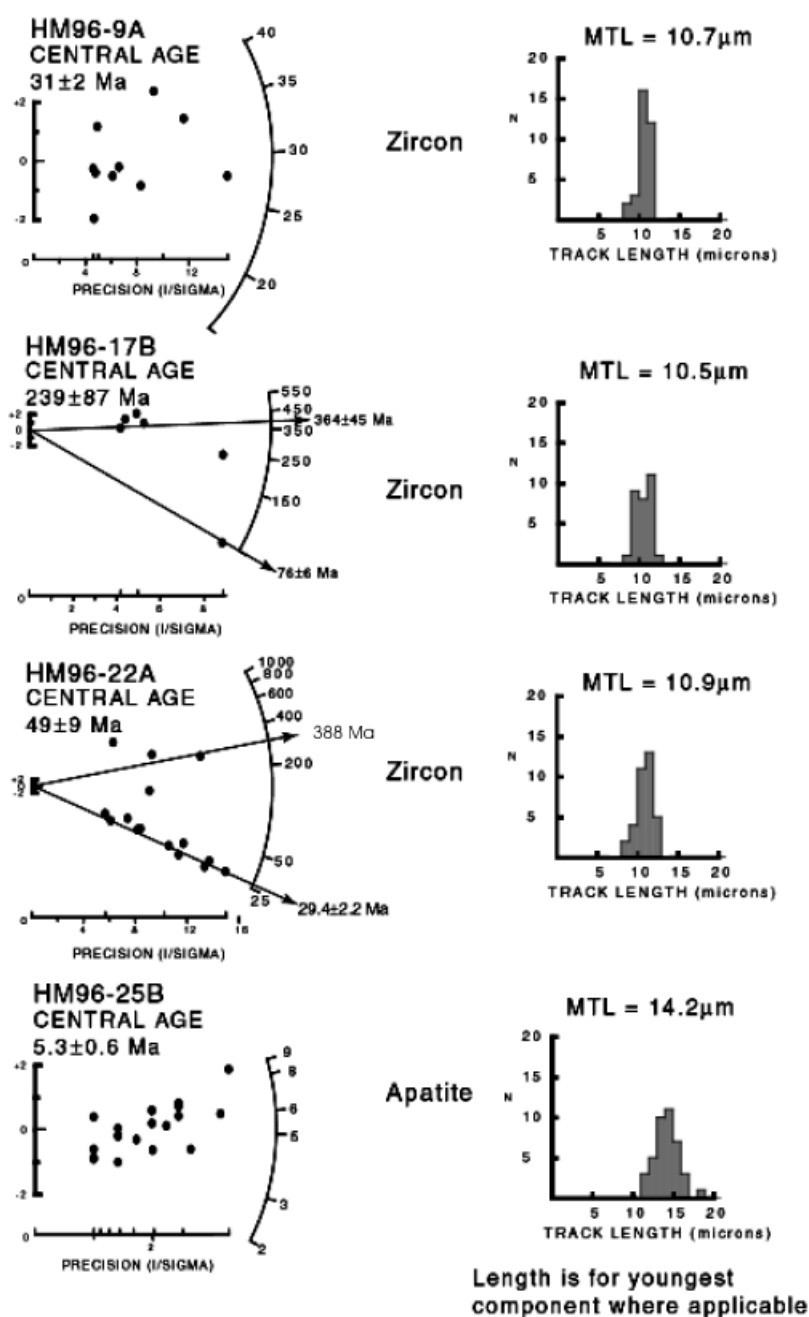 HM96-9A
CENTRAL AGE
31±2 Ma
+2
0
-2
40
35
30
25
20
0
4
8
12
PRECISION (I/SIGMA)
Zircon
MTL = 10.7µm
20
15
N
10
5
5 10 15 20
TRACK LENGTH (microns)
HM96-17B
CENTRAL AGE
239±87 Ma
+2
0
-2
550
450
350
250
150
364±45 Ma
76±6 Ma
0
2 4 6 8
PRECISION (I/SIGMA)
Zircon
MTL = 10.5µm
20
15
N
10
5
5 10 15 20
TRACK LENGTH (microns)
HM96-22A
CENTRAL AGE
49±9 Ma
-2
1000
800
600
400
200
50
25
388 Ma
29.4±2.2 Ma
0
4 8 12 16
PRECISION (I/SIGMA)
Zircon
MTL = 10.9µm
20
15
N
10
5
5 10 15 20
TRACK LENGTH (microns)
HM96-25B
CENTRAL AGE
5.3±0.6 Ma
+2
0
-2
9
8
6
5
3
2
0
2
PRECISION (I/SIGMA)
Apatite
MTL = 14.2µm
20
15
N
10
5
5 10 15 20
TRACK LENGTH (microns)
Length is for youngest
component where applicable